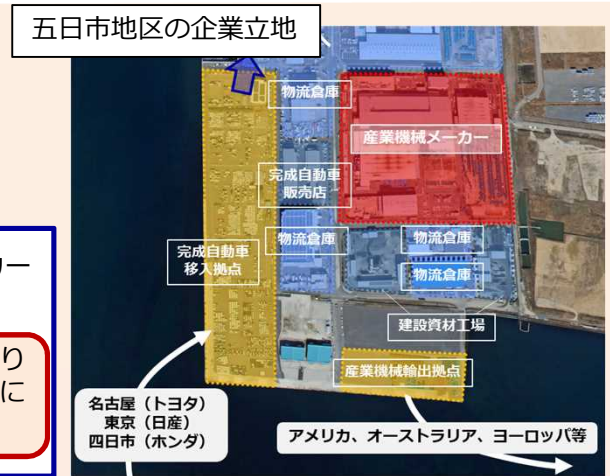 五日市地区の企業立地
物流倉庫
産業機械メーカー
完成自動車
販売店
完成自動車
移入拠点
物流倉庫
物流倉庫
物流倉庫
建設資材工場
産業機械輸出拠点
名古屋（トヨタ）
東京（日産）
四日市（ホンダ）
アメリカ、オーストラリア、ヨーロッパ等
カー
り
に